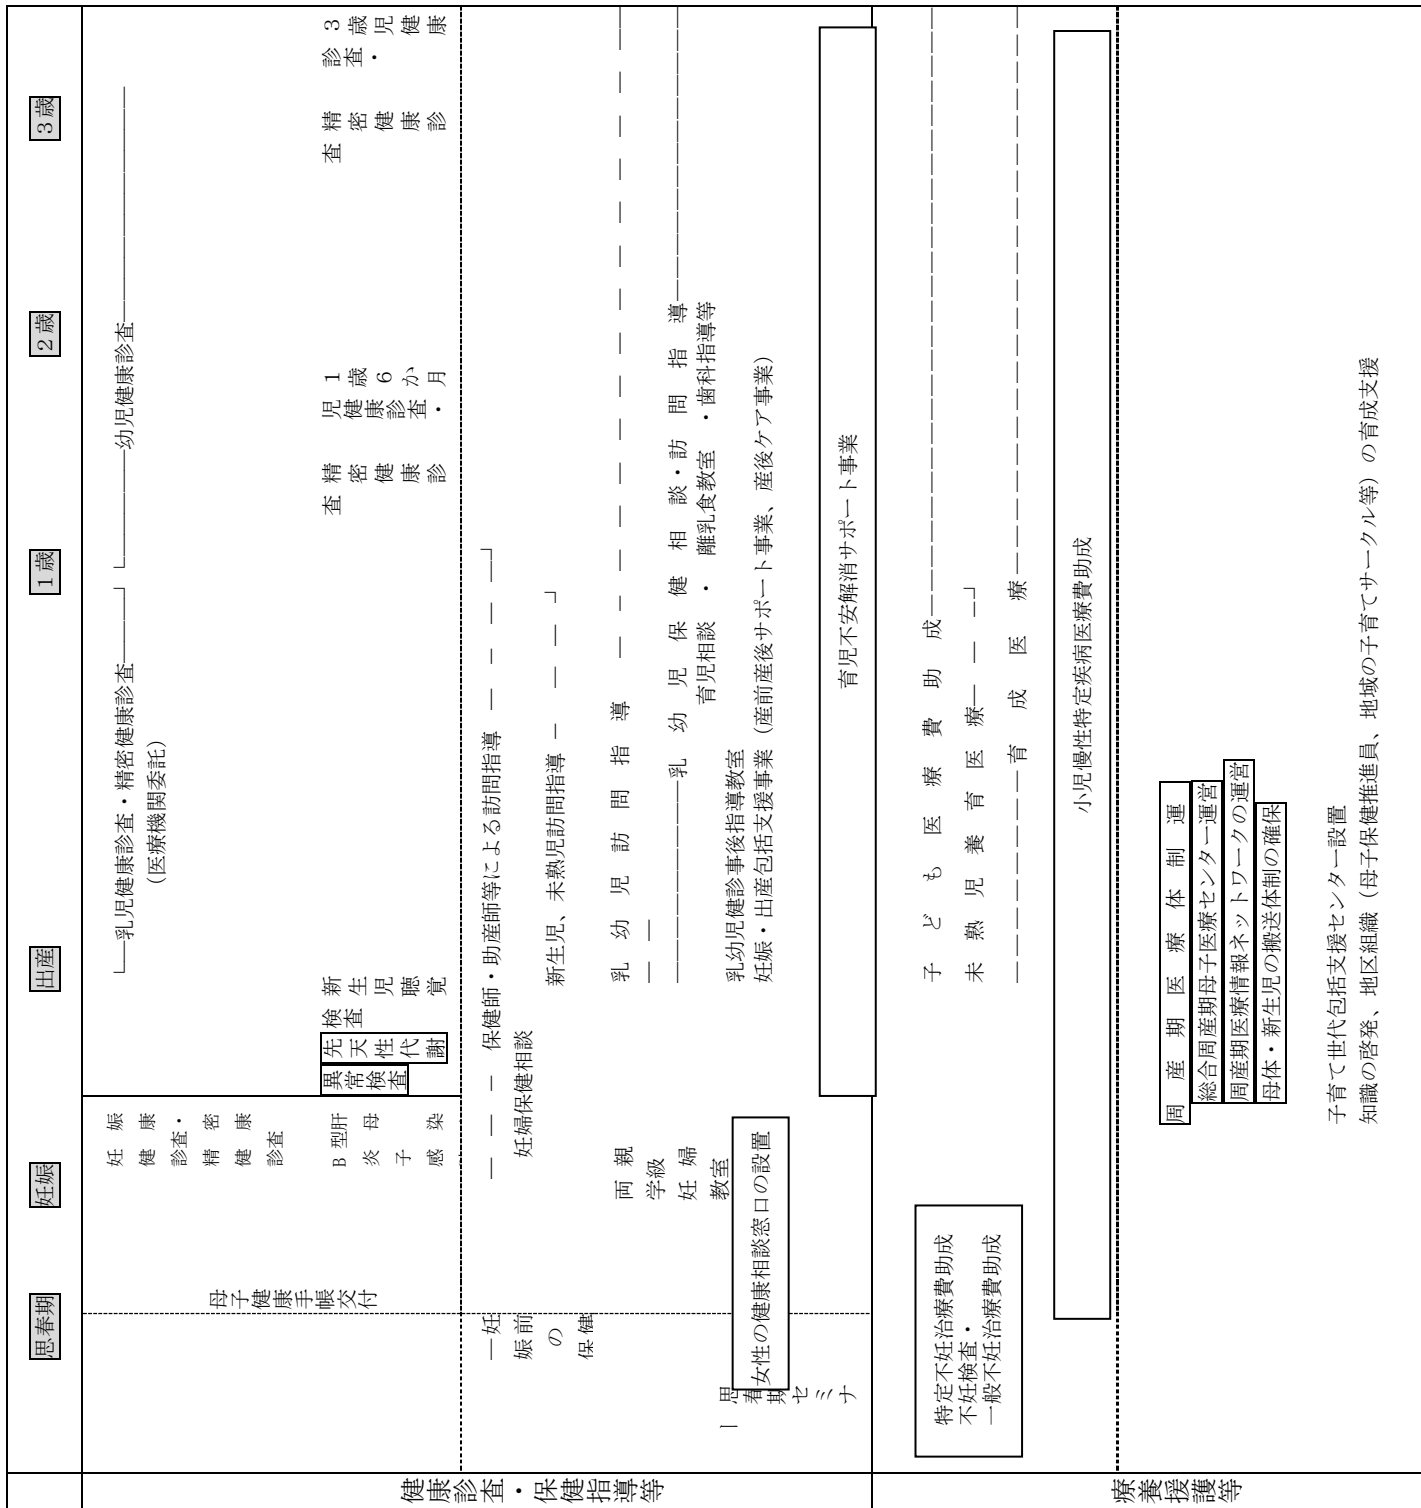 思春期
妊娠
出産
1歳
2歳
3歳
健康診査・保健指導等
母子健康手帳交付
妊娠
健康
診査・
精密
健康
診査
└──乳児健康診査・精密健康診査────┘
(医療機関委託)
└──────幼児健康診査────────────
B型肝
炎母
子
感染
新生児聴覚
検査
先天性代謝
異常検査
1歳6か月
児健康診査・
精密健康診
査
3歳児健康
診査・
精密健康診
査
―妊
娠前
の
保健
― ― ― 保健師・助産師等による訪問指導 ― ― ― ― ―┘
妊婦保健相談
新生児、未熟児訪問指導 ― ― ― ― ┘
両親
学級
妊婦
教室
乳幼児訪問指導 ― ― ― ― ― ― ― ― ― ― ― ― ― ― ―
― ―
──────────乳幼児保健相談・訪問指導──────────────
育児相談 ・ 離乳食教室 ・歯科指導等
乳幼児健診事後指導教室
妊娠・出産包括支援事業(産前産後サポート事業、産後ケア事業)
思春期セミナ
ー
女性の健康相談窓口の設置
育児不安解消サポート事業
療養援護等
特定不妊治療費助成
不妊検査・
一般不妊治療費助成
子ども医療費助成──────────────────────────
未熟児養育医療― ― ― ―┘
――――――――――育成医療――――――――――――――――――――――――
小児慢性特定疾病医療費助成
周産期医療体制運
総合周産期母子医療センター運営
周産期医療情報ネットワークの運営
母体・新生児の搬送体制の確保
子育て世代包括支援センター設置
知識の啓発、地区組織(母子保健推進員、地域の子育てサークル等)の育成支援